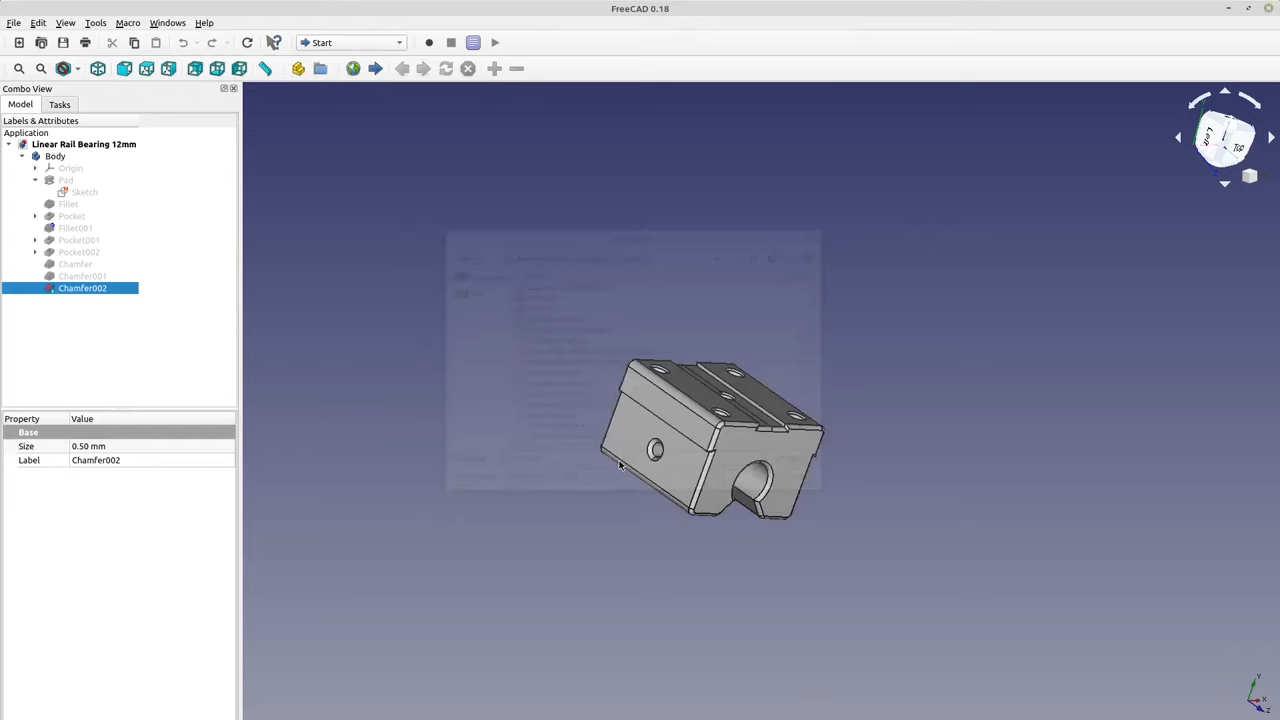 FreeCAD 0.18
File Edit View Tools Macro Windows Help
Start
Combo View
Model Tasks
Labels & Attributes
Application
Linear Rail Bearing 12mm
Body
Origin
Pad
Sketch
Fillet
Pocket
Fillet001
Pocket001
Pocket002
Chamfer
Chamfer001
Chamfer002
Property Value
Base
Size 0.50 mm
Label Chamfer002
Left
Top
Y
X
Z